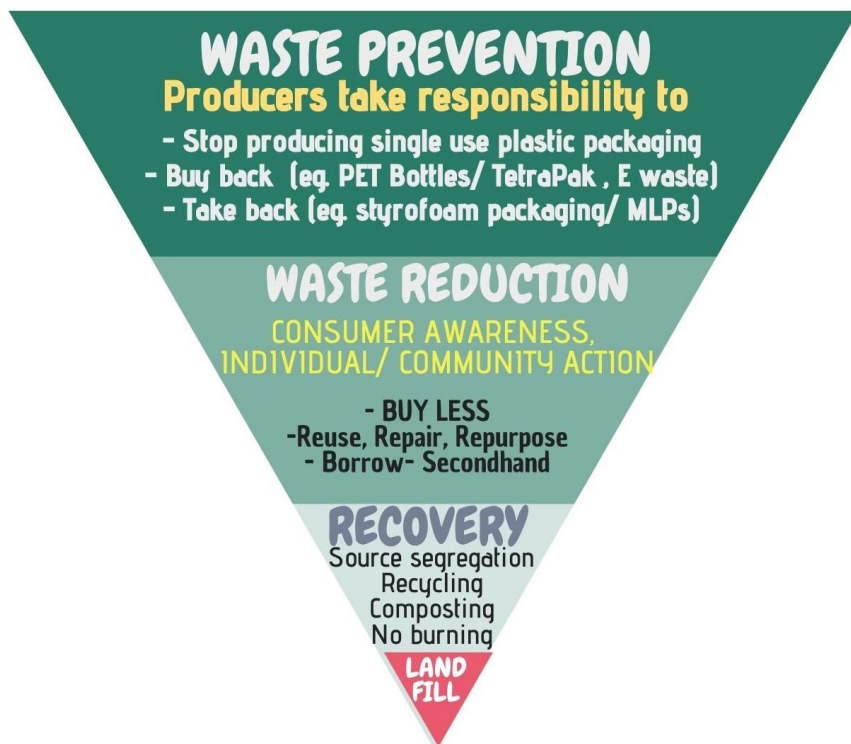 WASTE PREVENTION
Producers take responsibility to
- Stop producing single use plastic packaging
- Buy back (eg. PET Bottles/ TetraPak , E waste)
- Take back (eg. styrofoam packaging/ MLPs)
WASTE REDUCTION
CONSUMER AWARENESS,
INDIVIDUAL/ COMMUNITY ACTION
- BUY LESS
-Reuse, Repair, Repurpose
- Borrow- Secondhand
RECOVERY
Source segregation
Recycling
Composting
No burning
LAND
FILL